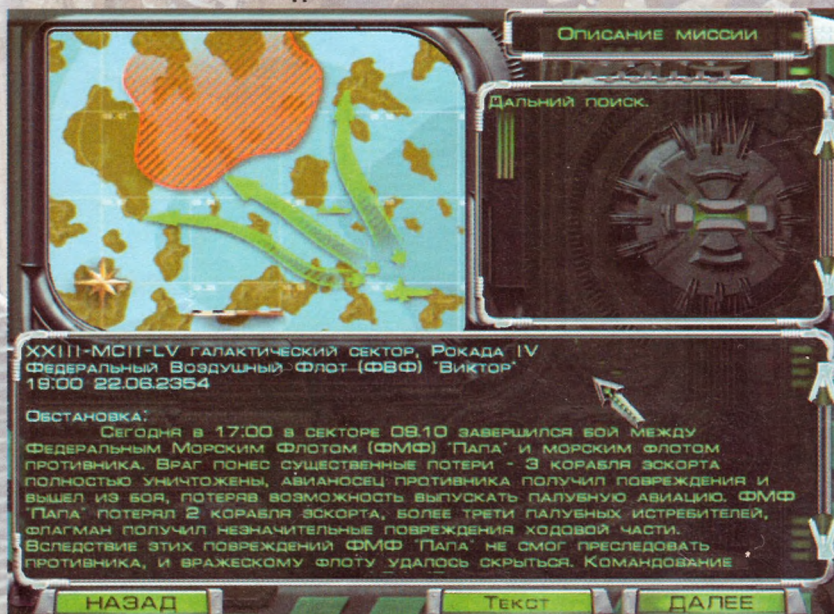 Описание миссии
Дальний поиск.
XXIII-MCII-LV галактический сектор, Рокада IV
Федеральный Воздушный Флот (ФВФ) "Виктор"
19:00 22.06.2354
Обстановка:
Сегодня в 17:00 в секторе 08.10 завершился бой между
Федеральным Морским Флотом (ФМФ) "Папа" и морским флотом
противника. Враг понес существенные потери - 3 корабля эскорта
полностью уничтожены, авианосец противника получил повреждения и
вышел из боя, потеряв возможность выпускать палубную авиацию. ФМФ
"Папа" потерял 2 корабля эскорта, более трети палубных истребителей,
флагман получил незначительные повреждения ходовой части.
Вследствие этих повреждений ФМФ "Папа" не смог преследовать
противника, и вражескому флоту удалось скрыться. Командование
НАЗАД
Текст
ДАЛЕЕ